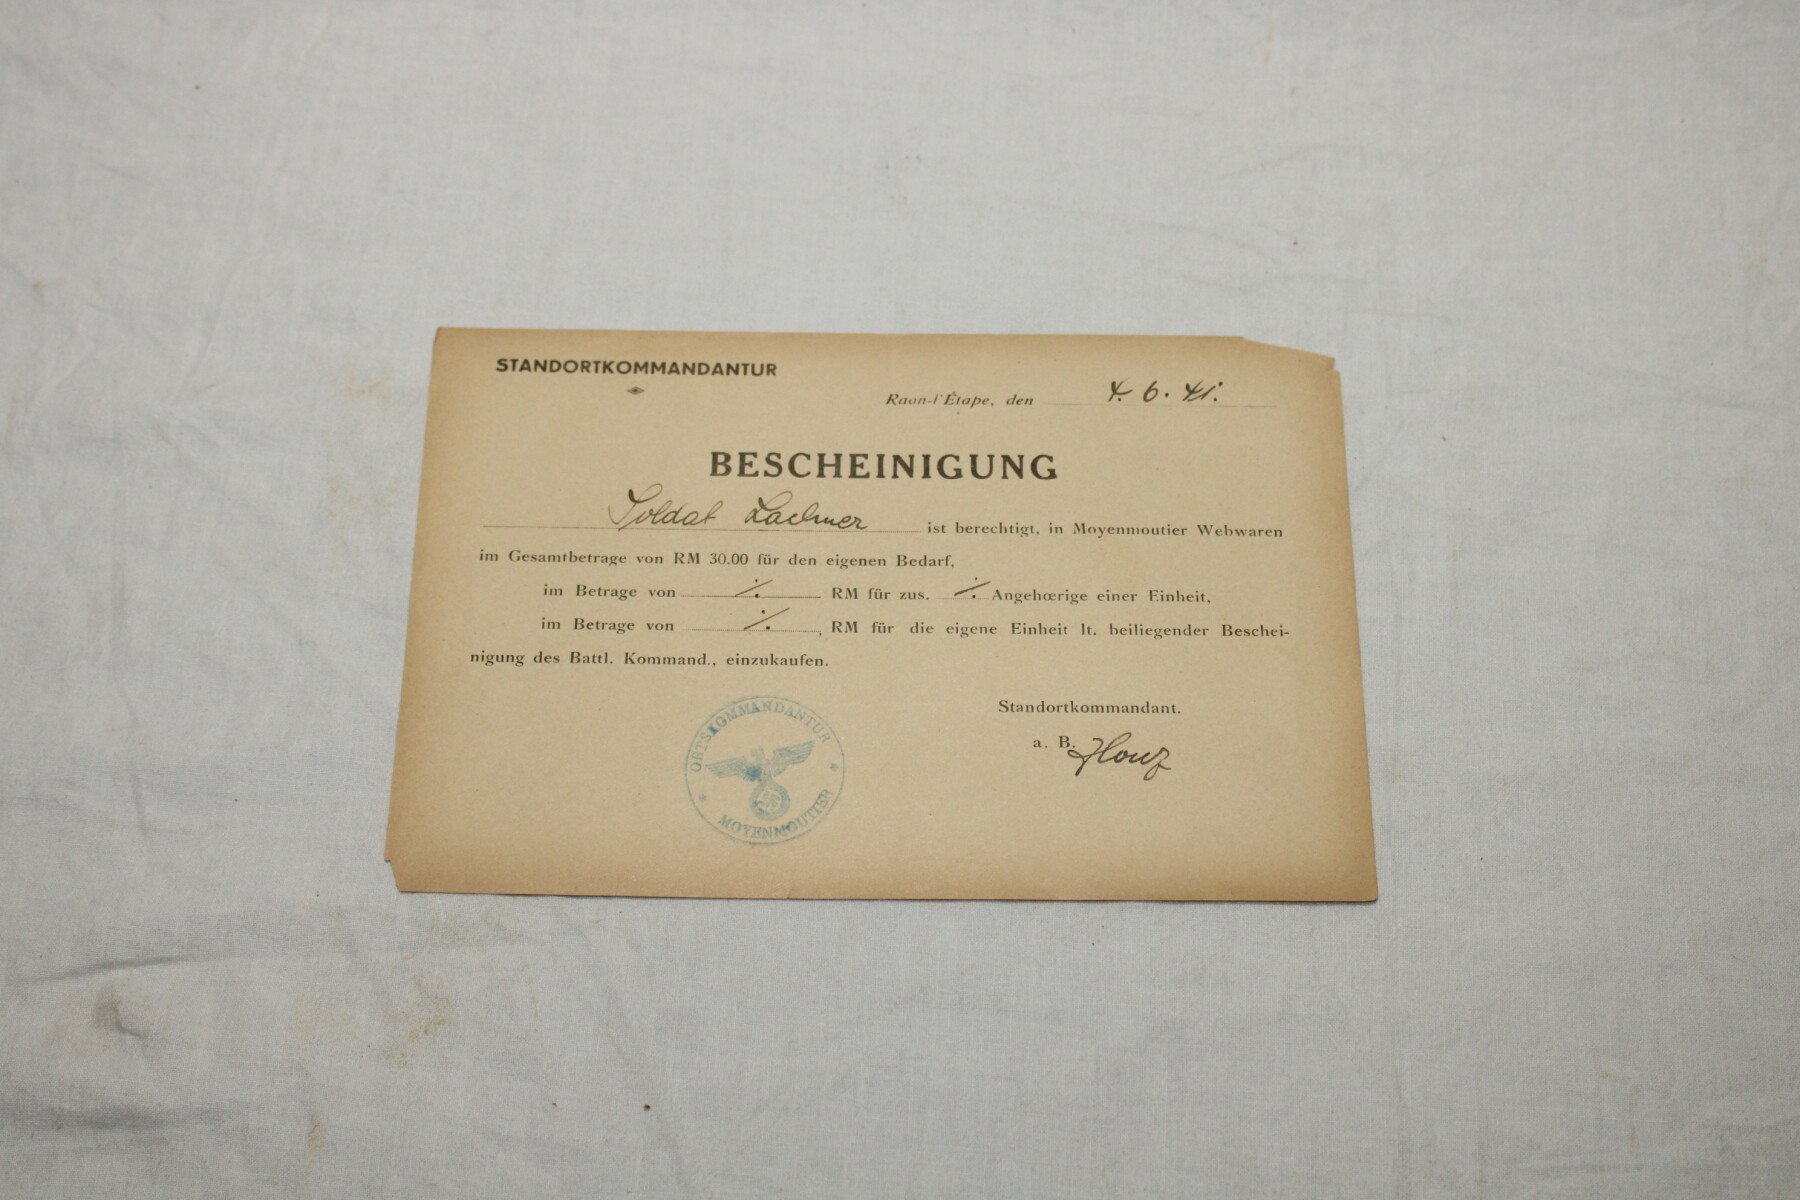 STANDORTKOMMANDANTUR
Raon-l'Étape, den 4. 6. 41.
BESCHEINIGUNG
Soldat Lachner ist berechtigt, in Moyenmoutier Webwaren
im Gesamtbetrage von RM 30.00 für den eigenen Bedarf,
im Betrage von ./. RM für zus. ./. Angehœrige einer Einheit,
im Betrage von ./. , RM für die eigene Einheit lt. beiliegender Beschei-
nigung des Battl. Kommand., einzukaufen.
Standortkommandant.
a. B.
ORTSKOMMANDANTUR
* MOYENMOUTIER *